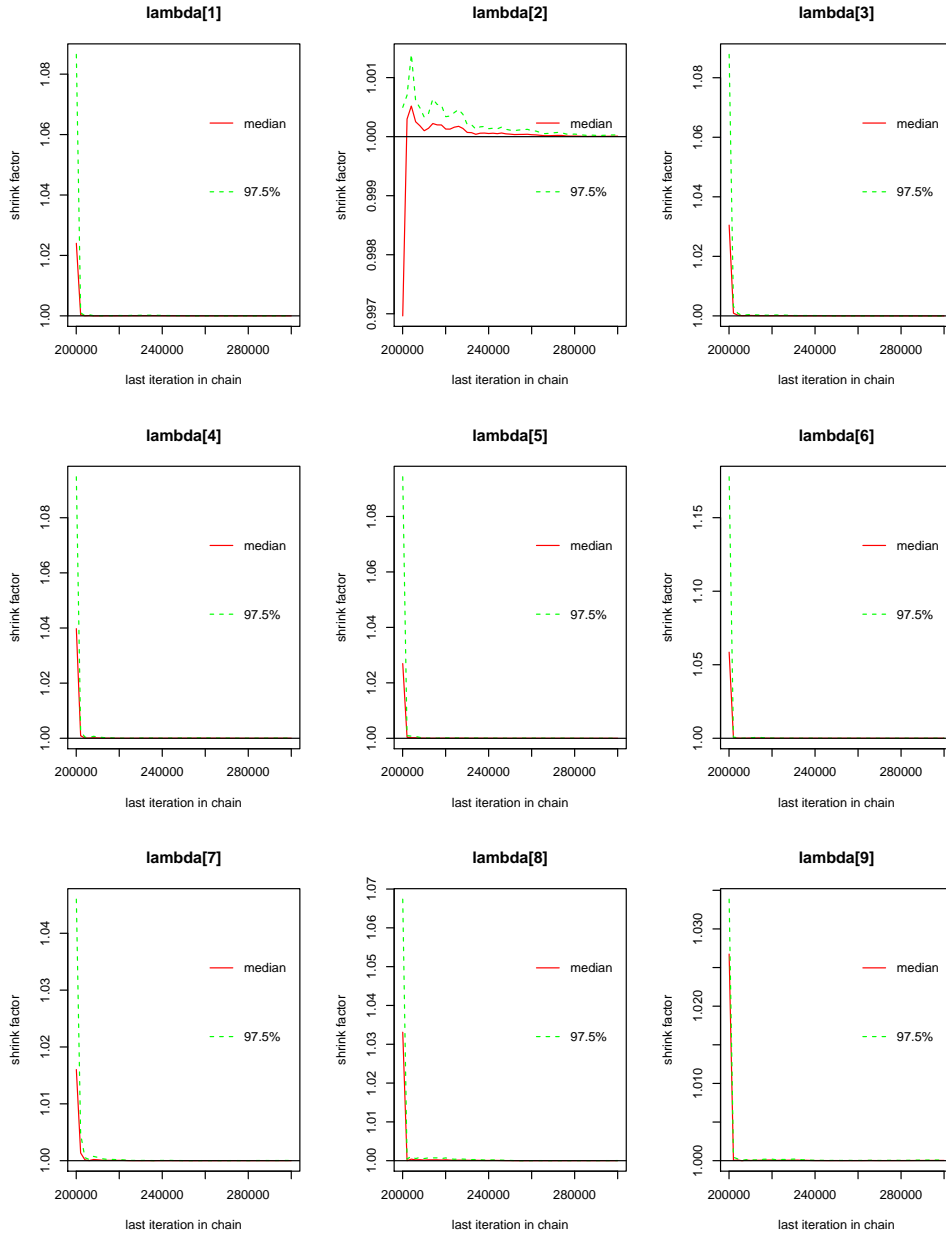 lambda[1]
shrink factor
1.00 1.02 1.04 1.06 1.08
median
97.5%
200000 240000 280000
last iteration in chain
lambda[2]
shrink factor
0.997 0.998 0.999 1.000 1.001
median
97.5%
200000 240000 280000
last iteration in chain
lambda[3]
shrink factor
1.00 1.02 1.04 1.06 1.08
median
97.5%
200000 240000 280000
last iteration in chain
lambda[4]
shrink factor
1.00 1.02 1.04 1.06 1.08
median
97.5%
200000 240000 280000
last iteration in chain
lambda[5]
shrink factor
1.00 1.02 1.04 1.06 1.08
median
97.5%
200000 240000 280000
last iteration in chain
lambda[6]
shrink factor
1.00 1.05 1.10 1.15
median
97.5%
200000 240000 280000
last iteration in chain
lambda[7]
shrink factor
1.00 1.01 1.02 1.03 1.04
median
97.5%
200000 240000 280000
last iteration in chain
lambda[8]
shrink factor
1.00 1.01 1.02 1.03 1.04 1.05 1.06 1.07
median
97.5%
200000 240000 280000
last iteration in chain
lambda[9]
shrink factor
1.000 1.010 1.020 1.030
median
97.5%
200000 240000 280000
last iteration in chain